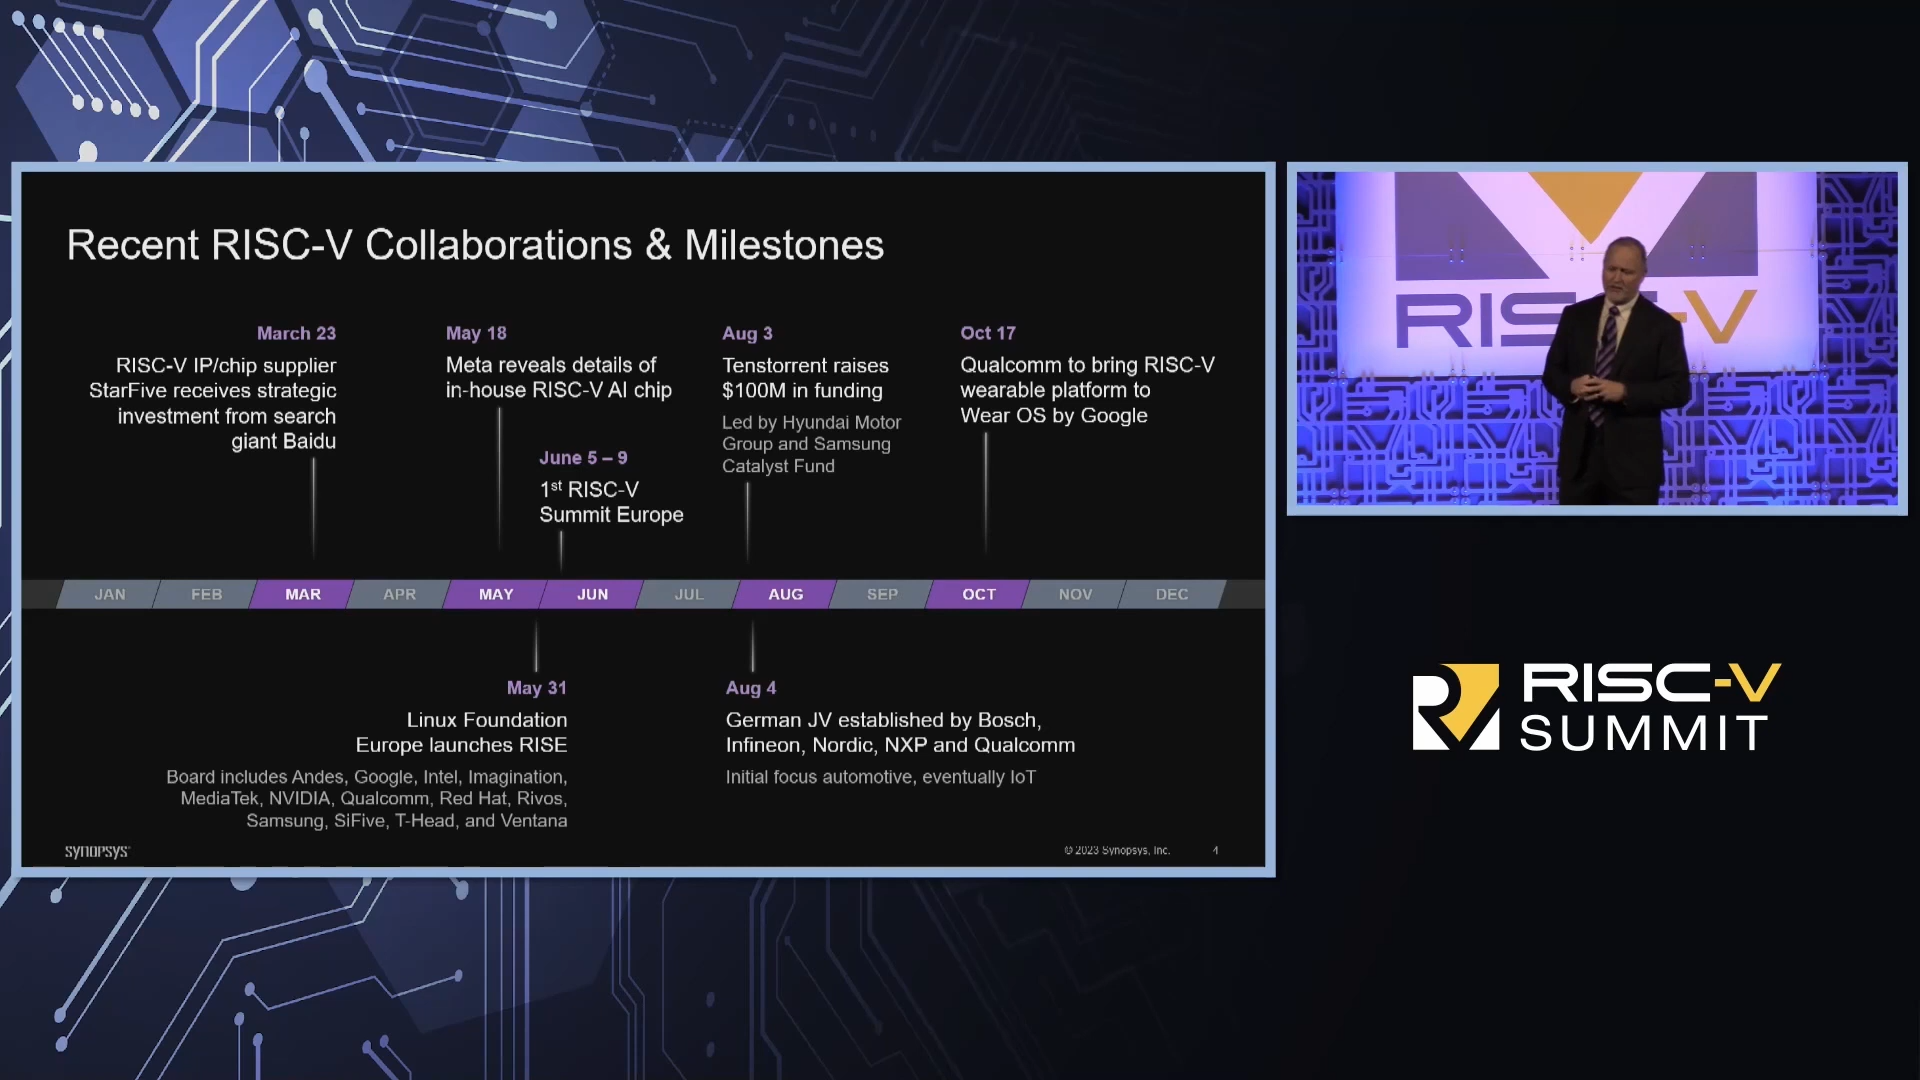 Recent RISC-V Collaborations & Milestones
March 23
RISC-V IP/chip supplier
StarFive receives strategic
investment from search
giant Baidu
May 18
Meta reveals details of
in-house RISC-V AI chip
June 5 – 9
1st RISC-V
Summit Europe
Aug 3
Tenstorrent raises
$100M in funding
Led by Hyundai Motor
Group and Samsung
Catalyst Fund
Oct 17
Qualcomm to bring RISC-V
wearable platform to
Wear OS by Google
JAN FEB MAR APR MAY JUN JUL AUG SEP OCT NOV DEC
May 31
Linux Foundation
Europe launches RISE
Board includes Andes, Google, Intel, Imagination,
MediaTek, NVIDIA, Qualcomm, Red Hat, Rivos,
Samsung, SiFive, T-Head, and Ventana
Aug 4
German JV established by Bosch,
Infineon, Nordic, NXP and Qualcomm
Initial focus automotive, eventually IoT
SYNOPSYS
© 2023 Synopsys, Inc. 4
RISC-V
RISC-V
SUMMIT